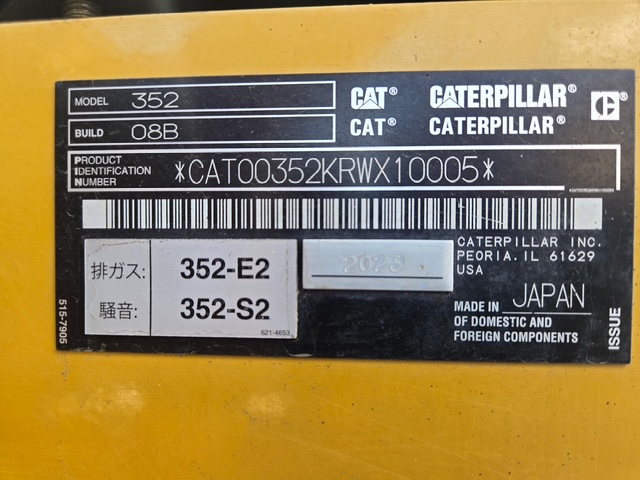 MODEL 352 CAT® CATERPILLAR®
BUILD 08B CAT® CATERPILLAR®
PRODUCT
IDENTIFICATION
NUMBER
*CAT00352KRWX10005*
排ガス: 352-E2
騒音: 352-S2
621-4653
2023
CATERPILLAR INC.
PEORIA. IL 61629
USA
MADE IN JAPAN
OF DOMESTIC AND
FOREIGN COMPONENTS
515-7905
ISSUE